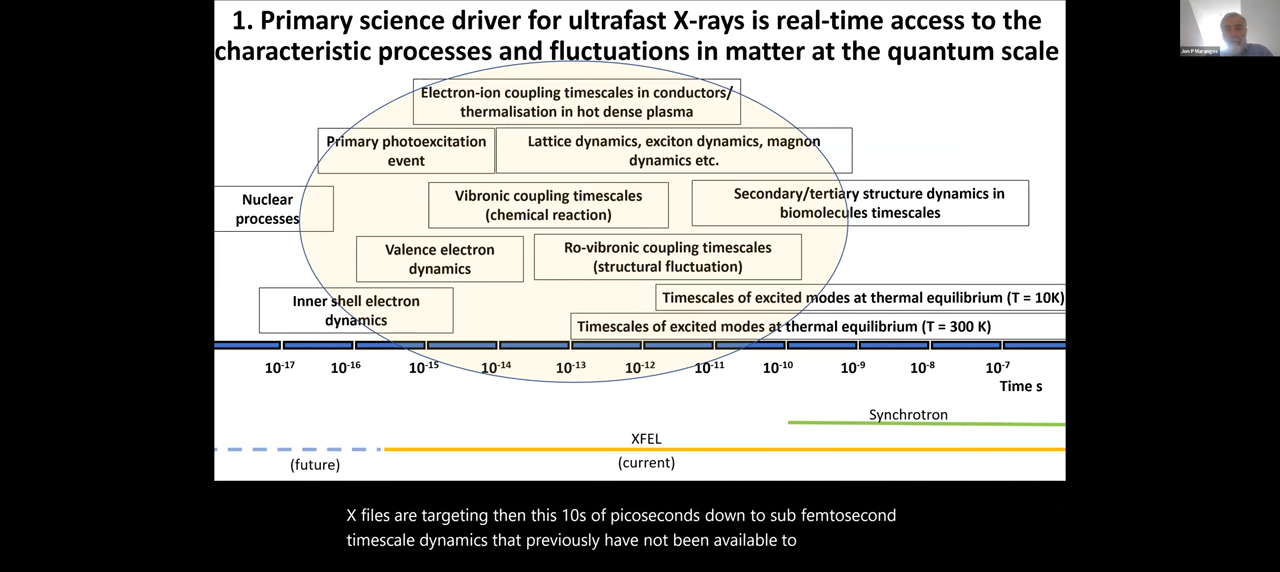 1. Primary science driver for ultrafast X-rays is real-time access to the
characteristic processes and fluctuations in matter at the quantum scale
Jon P Marangos
Electron-ion coupling timescales in conductors/
thermalisation in hot dense plasma
Primary photoexcitation
event
Lattice dynamics, exciton dynamics, magnon
dynamics etc.
Nuclear
processes
Vibronic coupling timescales
(chemical reaction)
Secondary/tertiary structure dynamics in
biomolecules timescales
Valence electron
dynamics
Ro-vibronic coupling timescales
(structural fluctuation)
Inner shell electron
dynamics
Timescales of excited modes at thermal equilibrium (T = 10K)
Timescales of excited modes at thermal equilibrium (T = 300 K)
10⁻¹⁷ 10⁻¹⁶ 10⁻¹⁵ 10⁻¹⁴ 10⁻¹³ 10⁻¹² 10⁻¹¹ 10⁻¹⁰ 10⁻⁹ 10⁻⁸ 10⁻⁷
Time s
Synchrotron
XFEL
(future)
(current)
X files are targeting then this 10s of picoseconds down to sub femtosecond
timescale dynamics that previously have not been available to